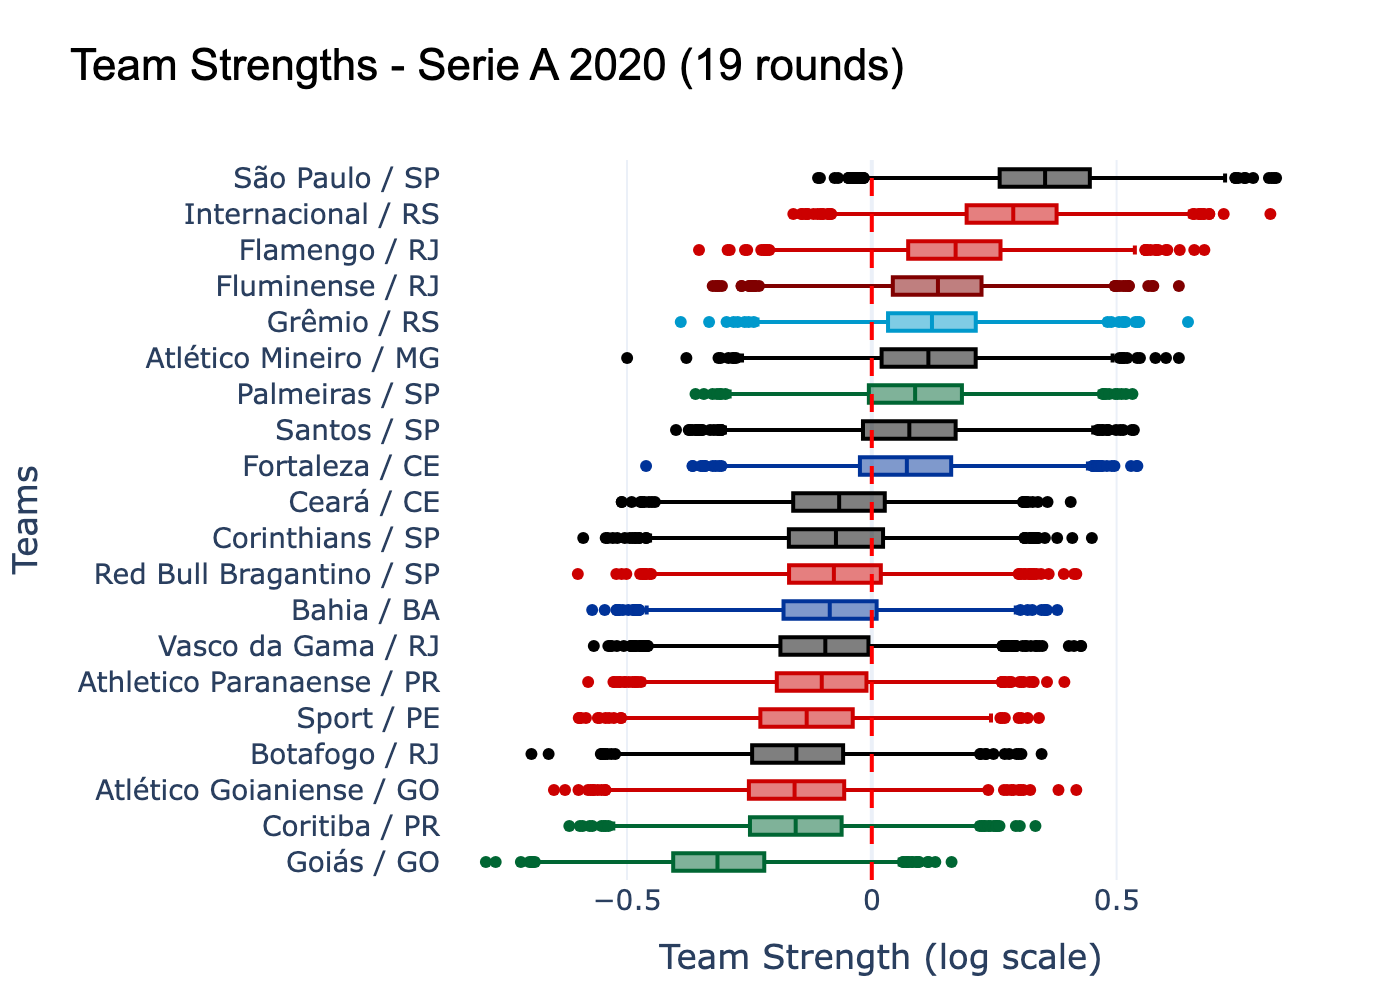 Team Strengths - Serie A 2020 (19 rounds)
São Paulo / SP
Internacional / RS
Flamengo / RJ
Fluminense / RJ
Grêmio / RS
Atlético Mineiro / MG
Palmeiras / SP
Santos / SP
Fortaleza / CE
Ceará / CE
Corinthians / SP
Red Bull Bragantino / SP
Bahia / BA
Vasco da Gama / RJ
Athletico Paranaense / PR
Sport / PE
Botafogo / RJ
Atlético Goianiense / GO
Coritiba / PR
Goiás / GO
Teams
−0.5 0 0.5
Team Strength (log scale)